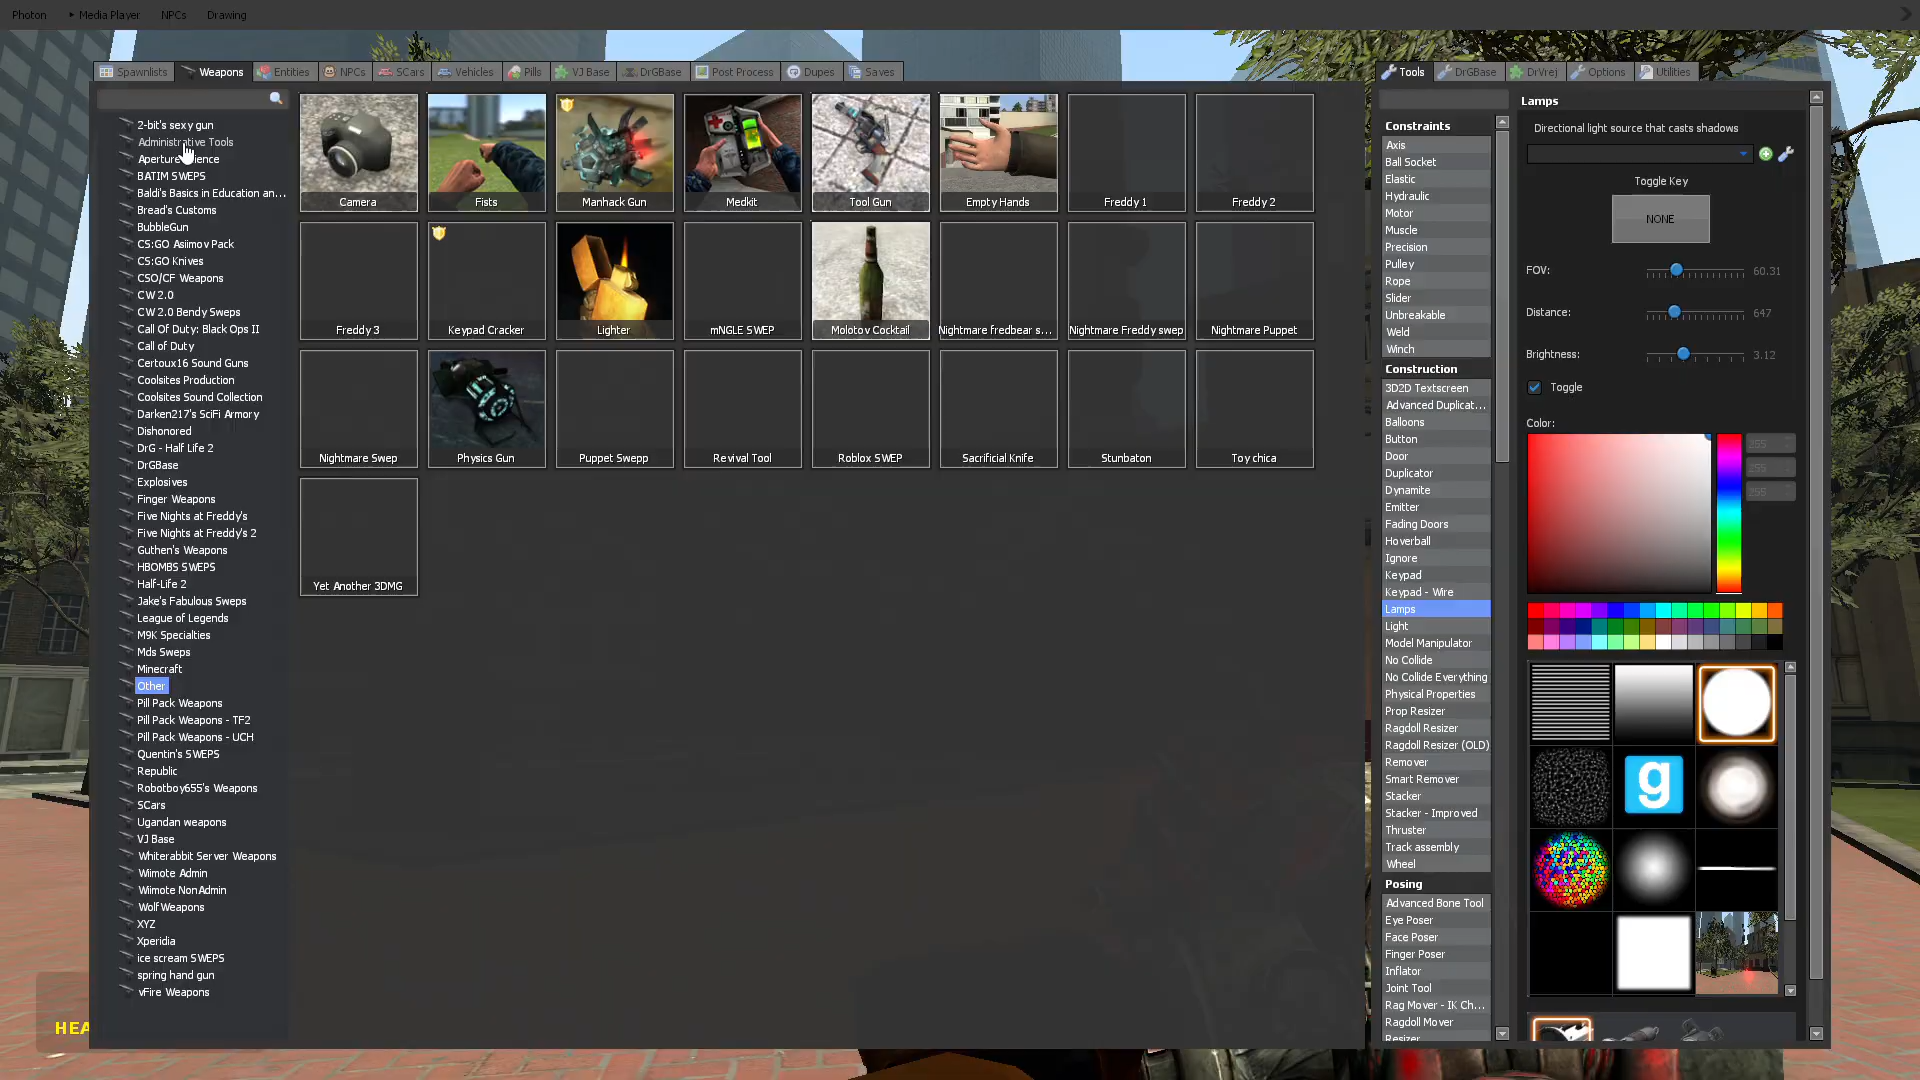 Photon
Media Player
NPCs
Drawing
Spawnlists
Weapons
Entities
NPCs
SCars
Vehicles
Pills
VJ Base
DrGBase
Post Process
Dupes
Saves
2-bit's sexy gun
Administrative Tools
BATIM SWEPS
Baldi's Basics in Education an...
Bread's Customs
BubbleGun
CS:GO Asiimov Pack
CS:GO Knives
CSO/CF Weapons
CW 2.0
CW 2.0 Bendy Sweps
Call Of Duty: Black Ops II
Call of Duty
Certoux16 Sound Guns
Coolsites Production
Coolsites Sound Collection
Darken217's SciFi Armory
Dishonored
DrG - Half Life 2
DrGBase
Explosives
Finger Weapons
Five Nights at Freddy's
Five Nights at Freddy's 2
Guthen's Weapons
HBOMBS SWEPS
Half-Life 2
Jake's Fabulous Sweps
League of Legends
M9K Specialties
Mds Sweps
Minecraft
Other
Pill Pack Weapons
Pill Pack Weapons - TF2
Pill Pack Weapons - UCH
Quentin's SWEPS
Republic
Robotboy655's Weapons
SCars
Ugandan weapons
VJ Base
Whiterabbit Server Weapons
Wimote Admin
Wimote NonAdmin
Wolf Weapons
XYZ
Xperidia
ice scream SWEPS
spring hand gun
vFire Weapons
HEA
Camera
Fists
Manhack Gun
Medkit
Tool Gun
Empty Hands
Freddy 1
Freddy 2
Freddy 3
Keypad Cracker
Lighter
mNGLE SWEP
Molotov Cocktail
Nightmare fredbear s...
Nightmare Freddy swep
Nightmare Puppet
Nightmare Swep
Physics Gun
Puppet Swepp
Revival Tool
Roblox SWEP
Sacrificial Knife
Stunbaton
Toy chica
Yet Another 3DMG
Tools
DrGBase
DrVrej
Options
Utilities
Constraints
Axis
Ball Socket
Elastic
Hydraulic
Motor
Muscle
Precision
Pulley
Rope
Slider
Unbreakable
Weld
Winch
Construction
3D2D Textscreen
Advanced Duplicat...
Balloons
Button
Door
Duplicator
Dynamite
Emitter
Fading Doors
Hoverball
Ignore
Keypad
Keypad - Wire
Lamps
Light
Model Manipulator
No Collide
No Collide Everything
Physical Properties
Prop Resizer
Ragdoll Resizer
Ragdoll Resizer (OLD)
Remover
Smart Remover
Stacker
Stacker - Improved
Thruster
Track assembly
Wheel
Posing
Advanced Bone Tool
Eye Poser
Face Poser
Finger Poser
Inflator
Joint Tool
Rag Mover - IK Ch...
Ragdoll Mover
Resizer
Lamps
Directional light source that casts shadows
Toggle Key
NONE
FOV:
60.31
Distance:
647
Brightness:
3.12
Toggle
Color:
255
255
255
g